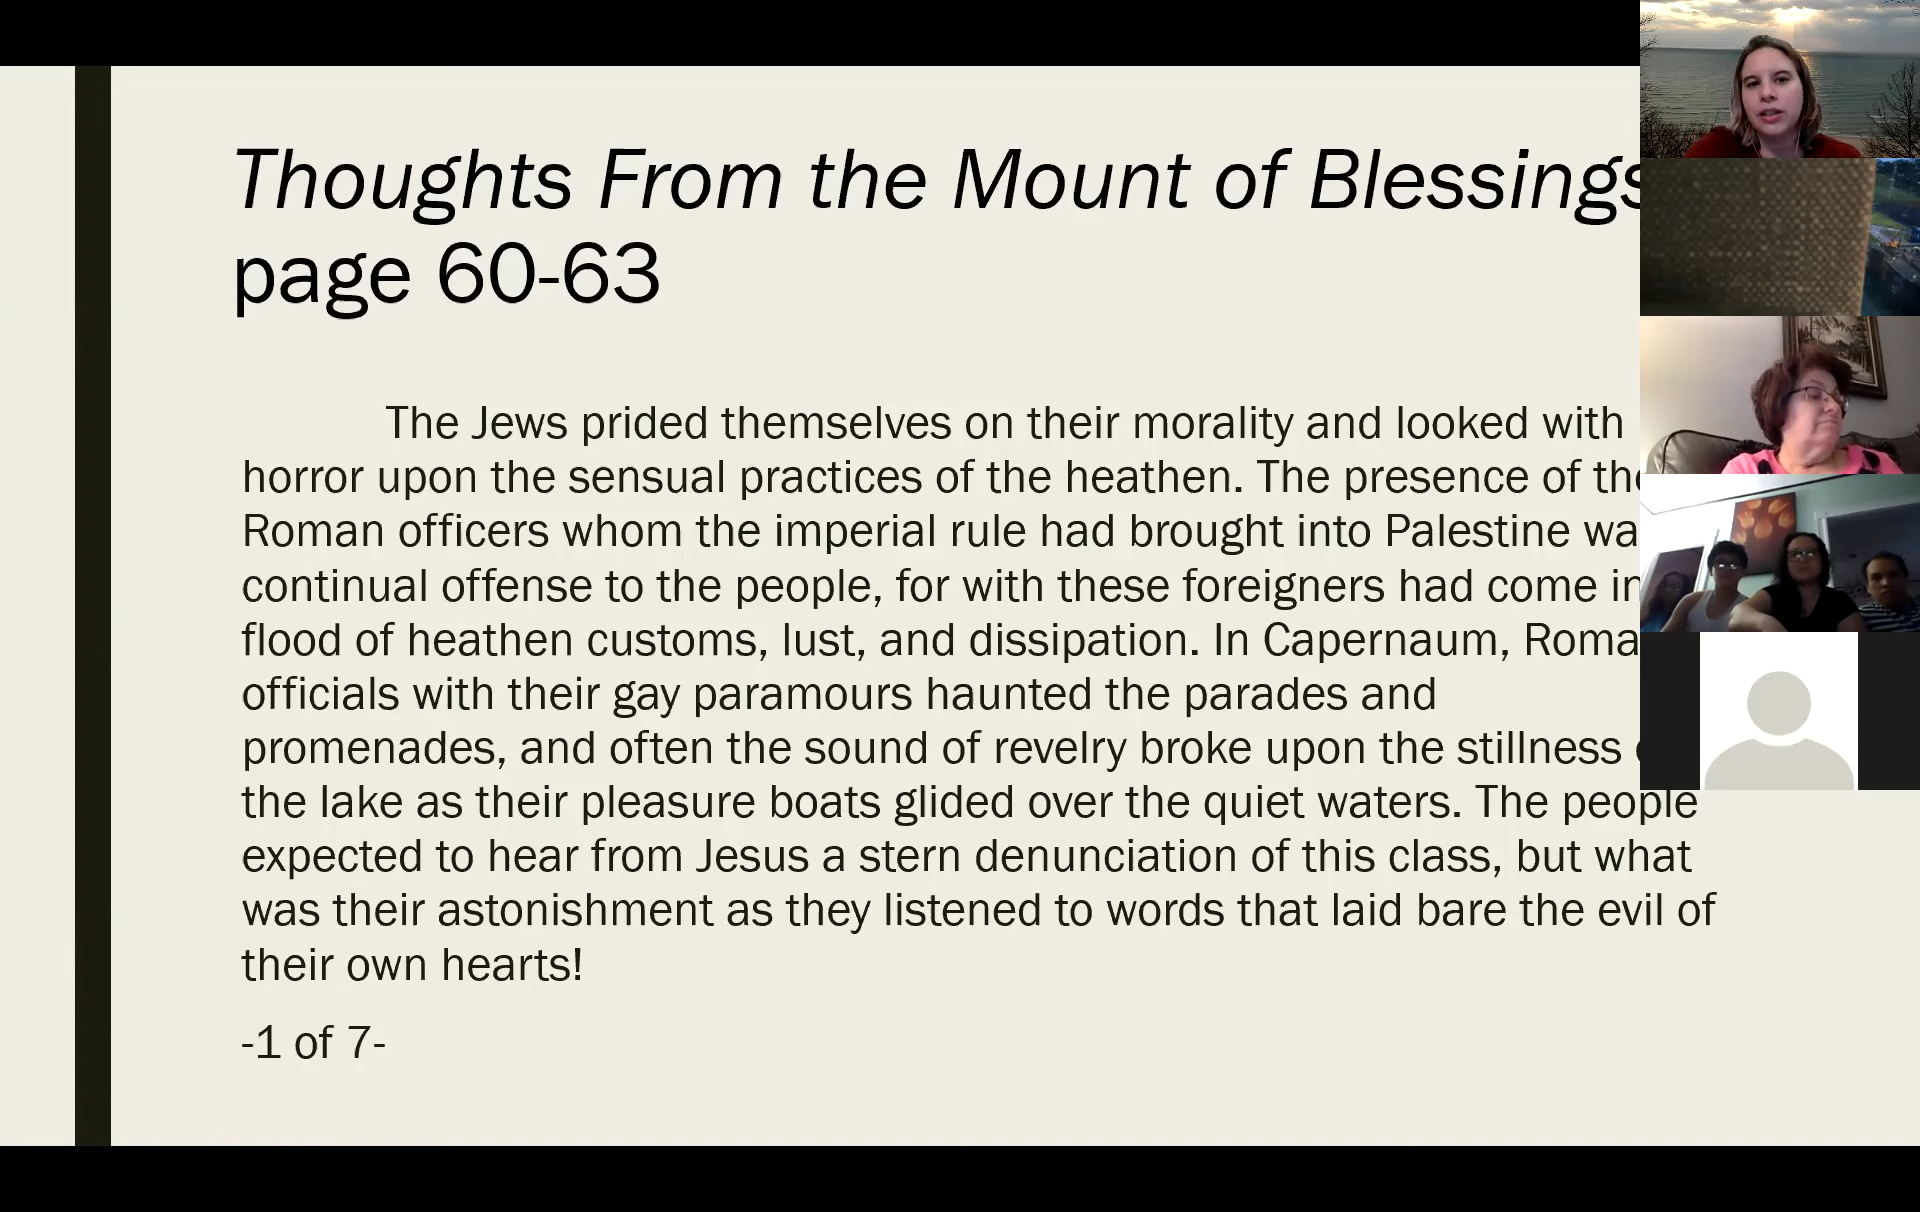 Thoughts From the Mount of Blessings
page 60-63
The Jews prided themselves on their morality and looked with
horror upon the sensual practices of the heathen. The presence of the
Roman officers whom the imperial rule had brought into Palestine wa
continual offense to the people, for with these foreigners had come in
flood of heathen customs, lust, and dissipation. In Capernaum, Roma
officials with their gay paramours haunted the parades and
promenades, and often the sound of revelry broke upon the stillness
the lake as their pleasure boats glided over the quiet waters. The people
expected to hear from Jesus a stern denunciation of this class, but what
was their astonishment as they listened to words that laid bare the evil of
their own hearts!
-1 of 7-